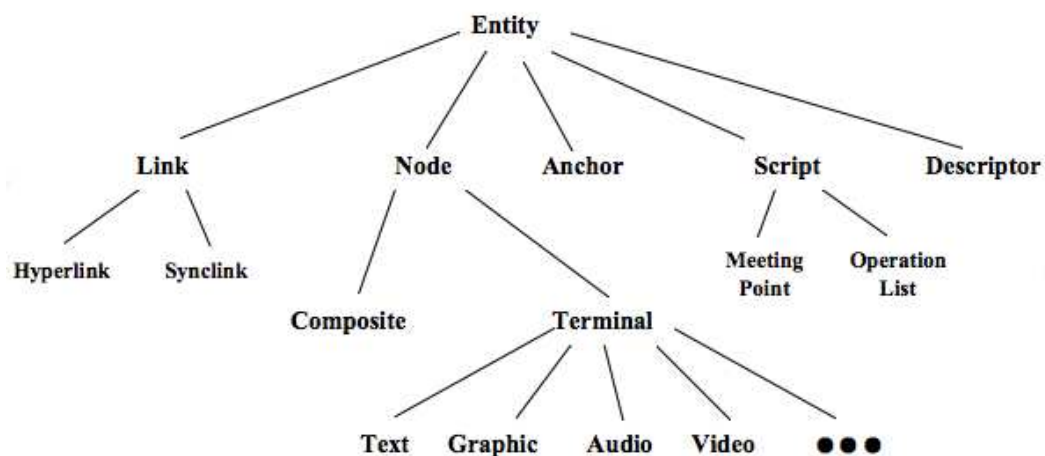 Entity
Link Node Anchor Script Descriptor
Hyperlink Synclink Meeting Point Operation List
Composite Terminal
Text Graphic Audio Video ●●●